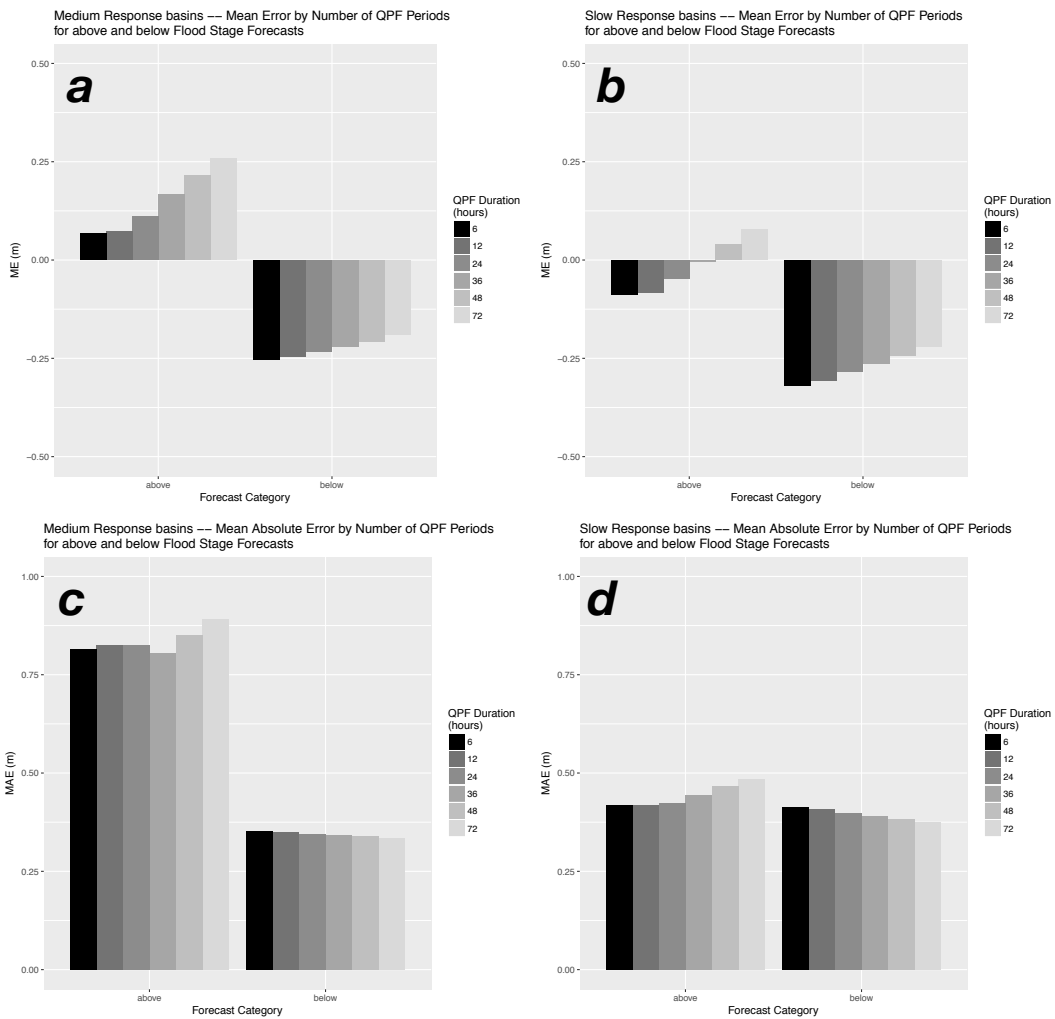 Medium Response basins −− Mean Error by Number of QPF Periods
for above and below Flood Stage Forecasts
a
0.50
0.25
0.00
−0.25
−0.50
ME (m)
above
below
Forecast Category
QPF Duration
(hours)
6
12
24
36
48
72
Slow Response basins −− Mean Error by Number of QPF Periods
for above and below Flood Stage Forecasts
b
0.50
0.25
0.00
−0.25
−0.50
ME (m)
above
below
Forecast Category
QPF Duration
(hours)
6
12
24
36
48
72
Medium Response basins −− Mean Absolute Error by Number of QPF Periods
for above and below Flood Stage Forecasts
c
1.00
0.75
0.50
0.25
0.00
MAE (m)
above
below
Forecast Category
QPF Duration
(hours)
6
12
24
36
48
72
Slow Response basins −− Mean Absolute Error by Number of QPF Periods
for above and below Flood Stage Forecasts
d
1.00
0.75
0.50
0.25
0.00
MAE (m)
above
below
Forecast Category
QPF Duration
(hours)
6
12
24
36
48
72